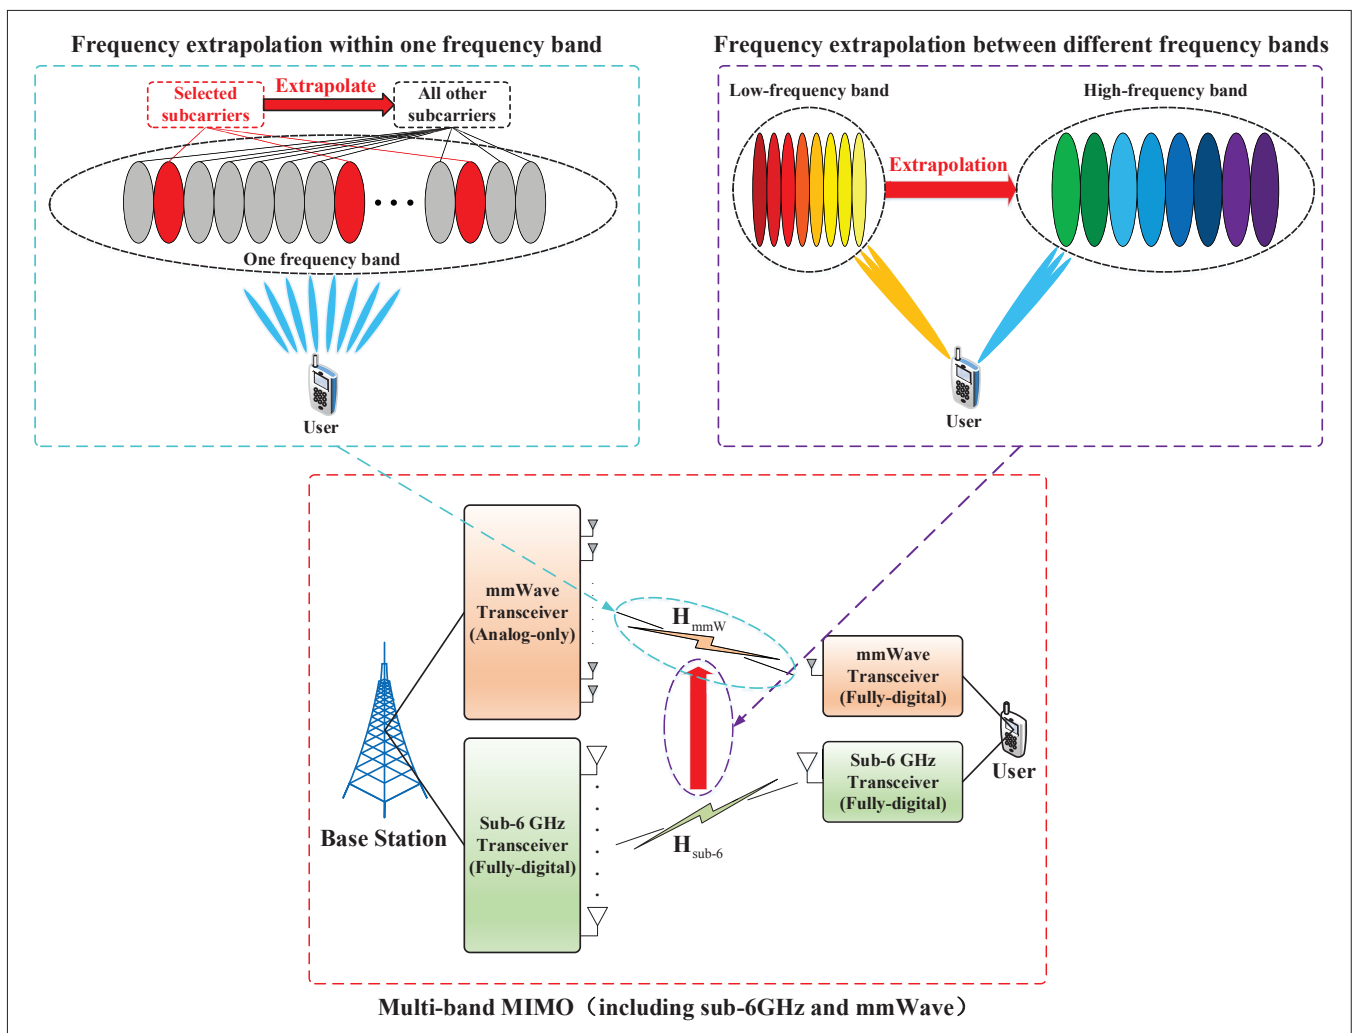 Frequency extrapolation within one frequency band
Selected
subcarriers
Extrapolate
All other
subcarriers
One frequency band
User
Frequency extrapolation between different frequency bands
Low-frequency band
High-frequency band
Extrapolation
User
mmWave
Transceiver
(Analog-only)
H_mmW
mmWave
Transceiver
(Fully-digital)
Base Station
Sub-6 GHz
Transceiver
(Fully-digital)
H_sub-6
Sub-6 GHz
Transceiver
(Fully-digital)
User
Multi-band MIMO（including sub-6GHz and mmWave）